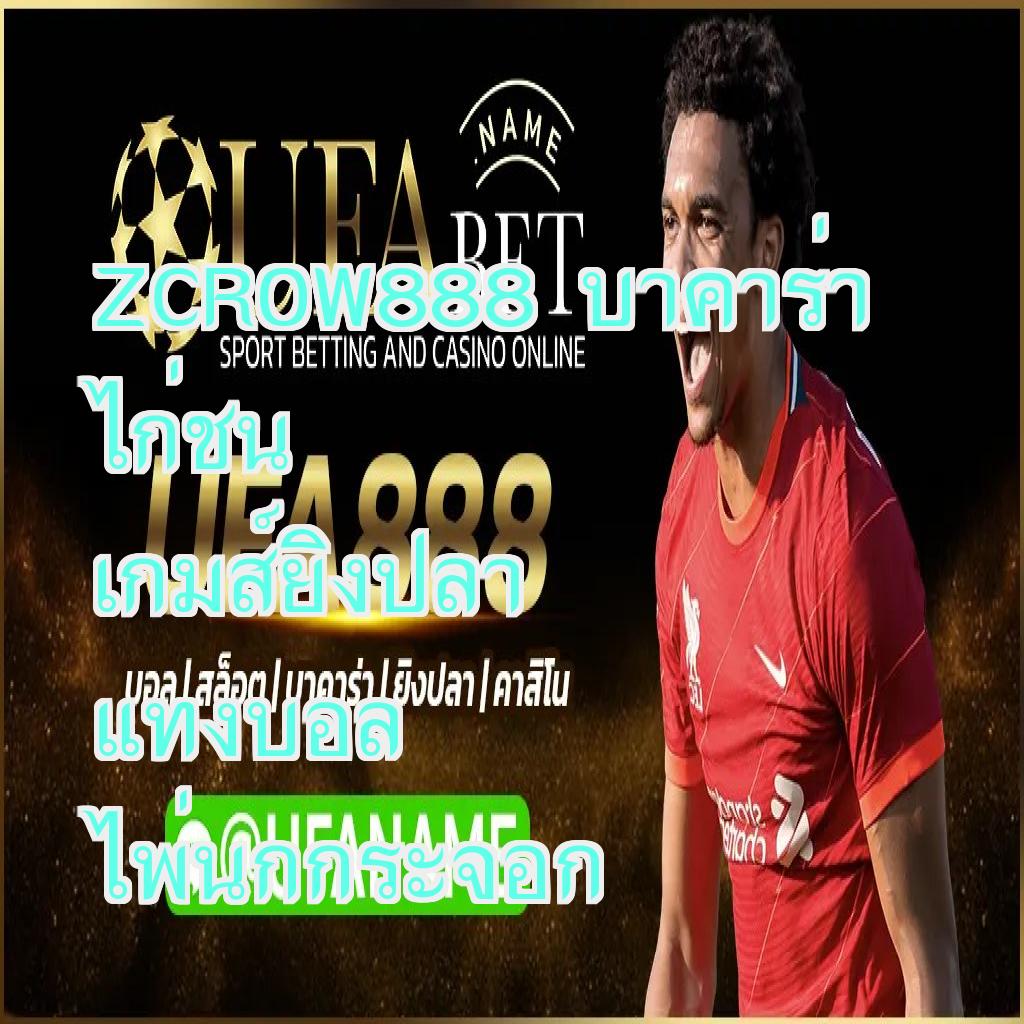 .NAME
UFA BET
ZCROW888 บาคาร่า
SPORT BETTING AND CASINO ONLINE
ไก่ชน
UFA888
เกมส์ยิงปลา
บอล | สล็อต | บาคาร่า | ยิงปลา | คาสิโน
แทงบอล
@UFANAME
ไพ่นกกระจอก